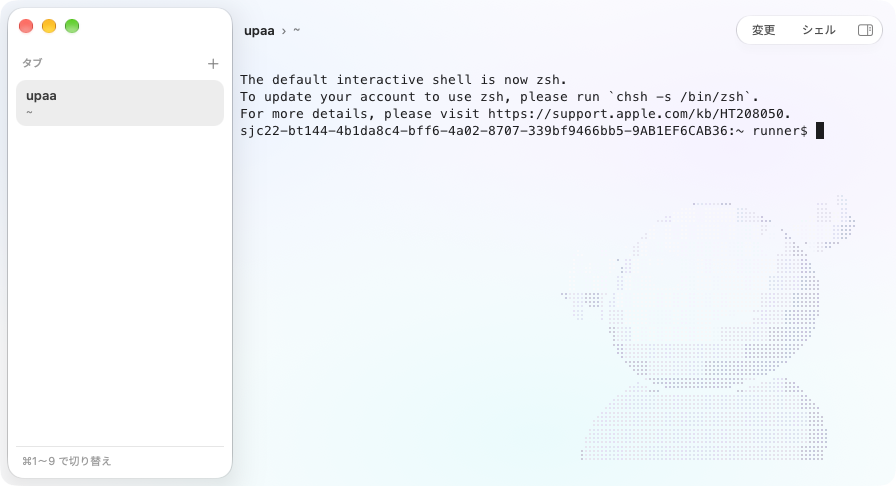 upaa › ~
変更
シェル
タブ
upaa
~
The default interactive shell is now zsh.
To update your account to use zsh, please run `chsh -s /bin/zsh`.
For more details, please visit https://support.apple.com/kb/HT208050.
sjc22-bt144-4b1da8c4-bff6-4a02-8707-339bf9466bb5-9AB1EF6CAB36:~ runner$
⌘1〜9 で切り替え